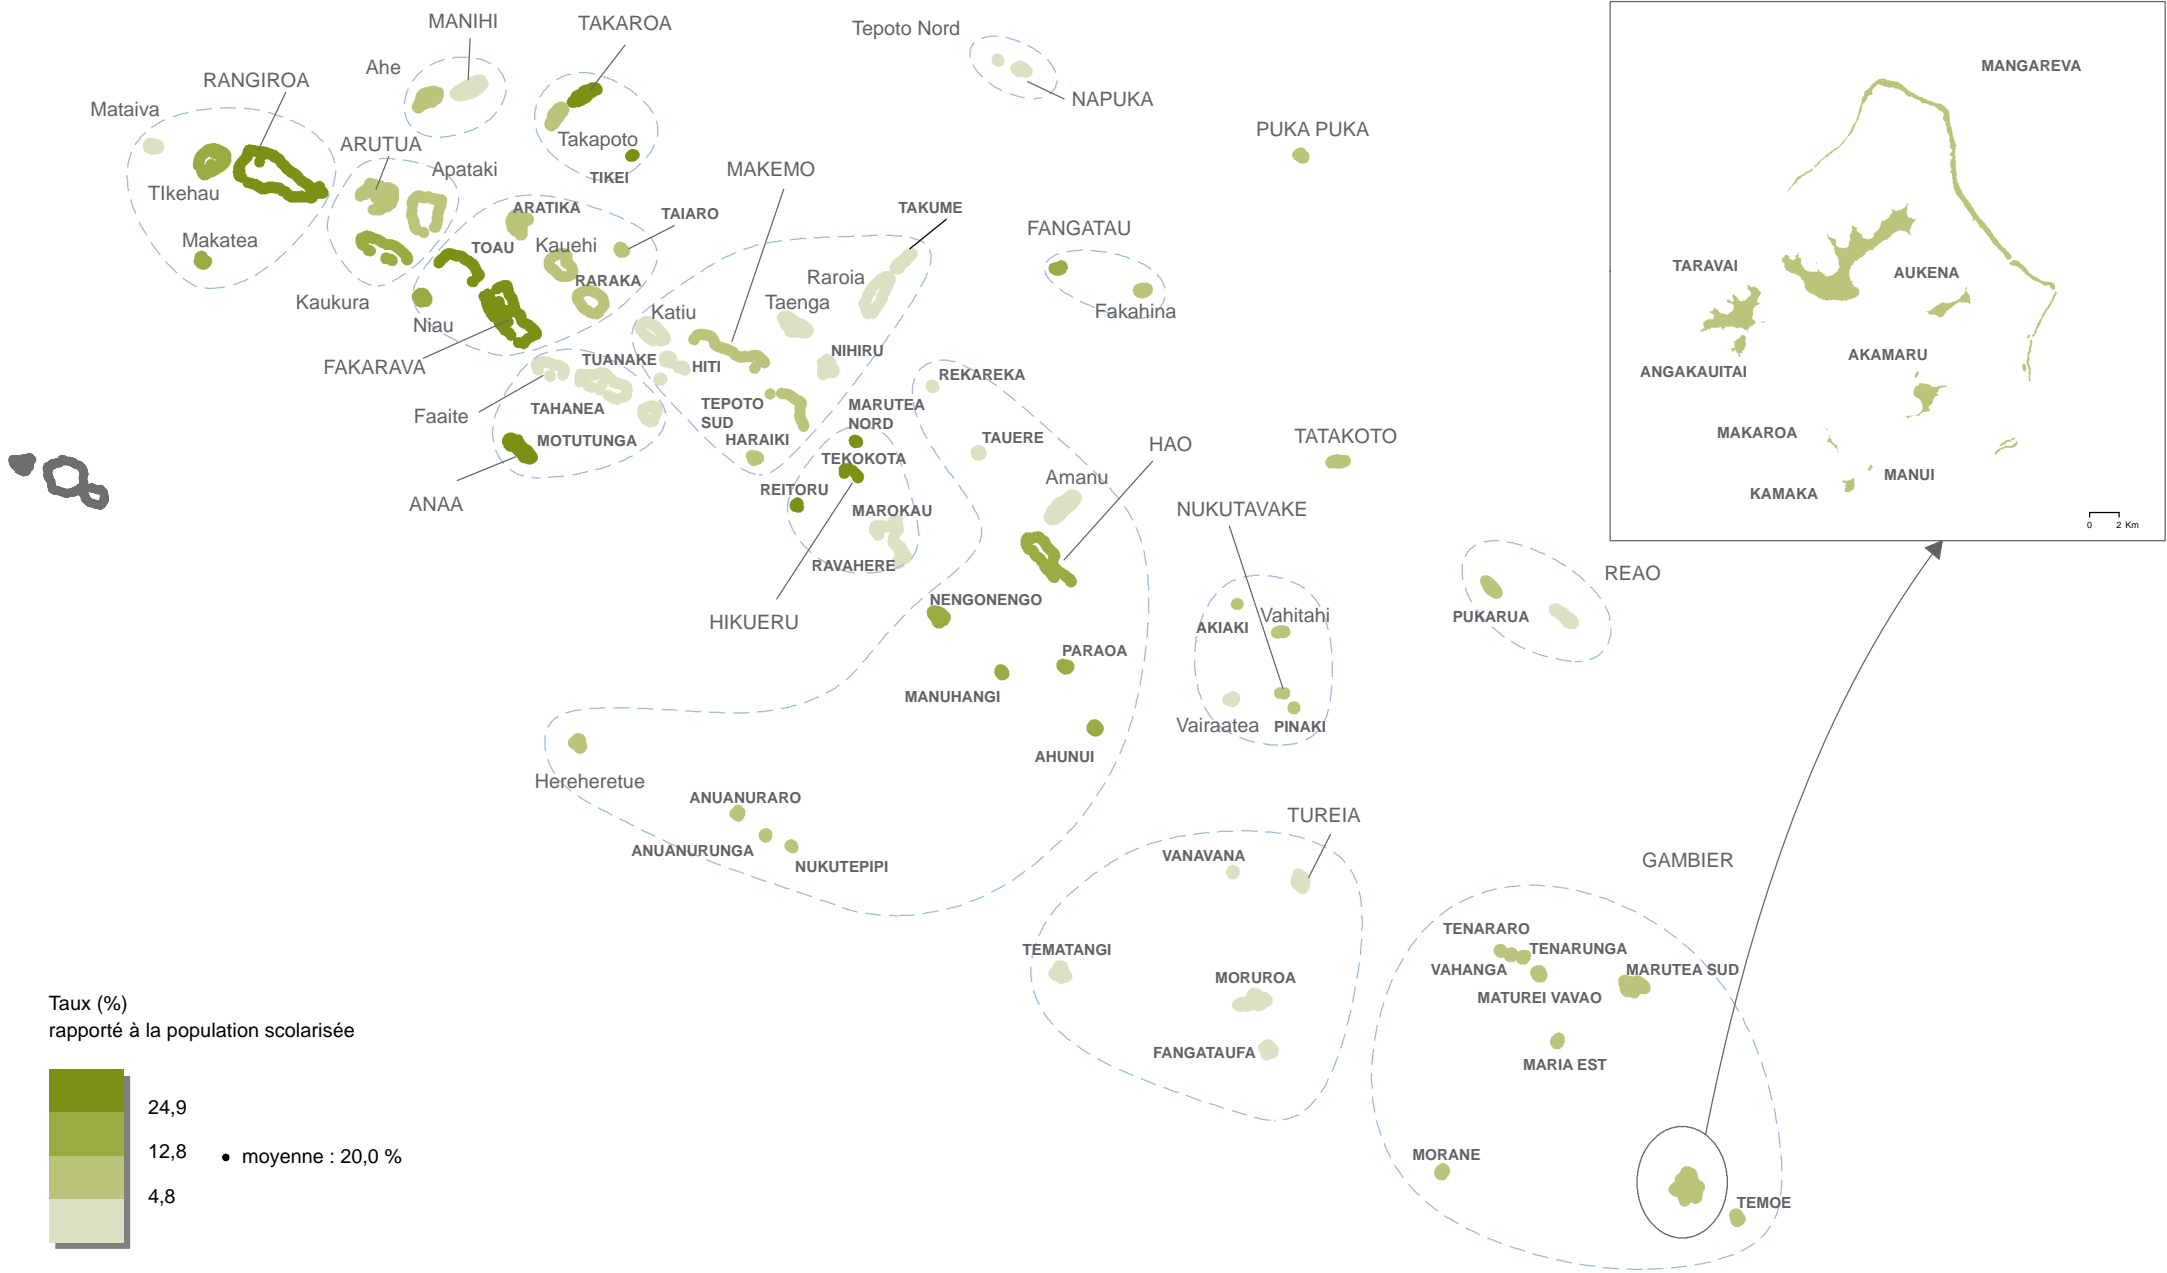 MANIHI
TAKAROA
Tepoto Nord
Ahe
RANGIROA
Mataiva
NAPUKA
MANGAREVA
PUKA PUKA
ARUTUA
Takapoto
Apataki
MAKEMO
TIKEI
TIkehau
ARATIKA
TAIARO
TAKUME
FANGATAU
Makatea
TOAU
Kauehi
RARAKA
Raroia
Taenga
TARAVAI
AUKENA
Kaukura
Niau
Katiu
Fakahina
FAKARAVA
TUANAKE
HITI
NIHIRU
REKAREKA
AKAMARU
ANGAKAUITAI
Faaite
TAHANEA
TEPOTO
SUD
MARUTEA
NORD
MOTUTUNGA
HARAIKI
TAUERE
HAO
TATAKOTO
MAKAROA
TEKOKOTA
MANUI
Amanu
REITORU
KAMAKA
ANAA
MAROKAU
NUKUTAVAKE
0 2 Km
RAVAHERE
REAO
NENGONENGO
HIKUERU
AKIAKI
Vahitahi
PUKARUA
PARAOA
MANUHANGI
Vairaatea
PINAKI
AHUNUI
Hereheretue
ANUANURARO
TUREIA
ANUANURUNGA
NUKUTEPIPI
VANAVANA
GAMBIER
TENARARO
TEMATANGI
TENARUNGA
VAHANGA
MARUTEA SUD
MORUROA
MATUREI VAVAO
FANGATAUFA
MARIA EST
MORANE
TEMOE
Taux (%)
rapporté à la population scolarisée
24,9
12,8
• moyenne : 20,0 %
4,8